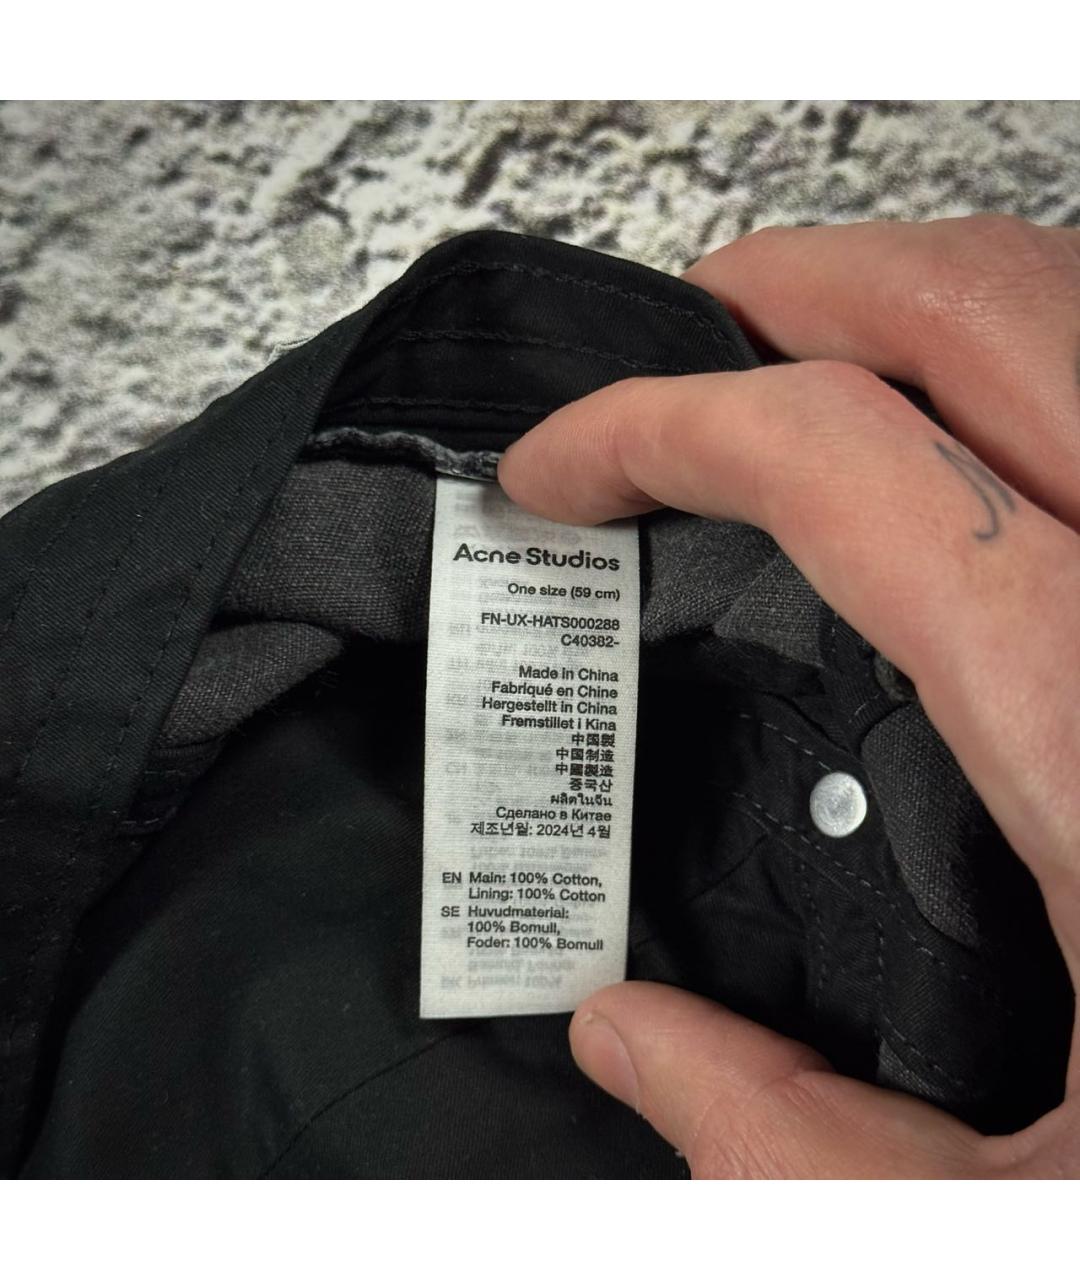 Acne Studios
One size (59 cm)
FN-UX-HATS000288
C40382-
Made in China
Fabriqué en Chine
Hergestellt in China
Fremstillet i Kina
中国製
中国制造
中國製造
중국산
ผลิตในจีน
Сделано в Китае
제조년월: 2024년 4월
EN Main: 100% Cotton,
Lining: 100% Cotton
SE Huvudmaterial:
100% Bomull,
Foder: 100% Bomull